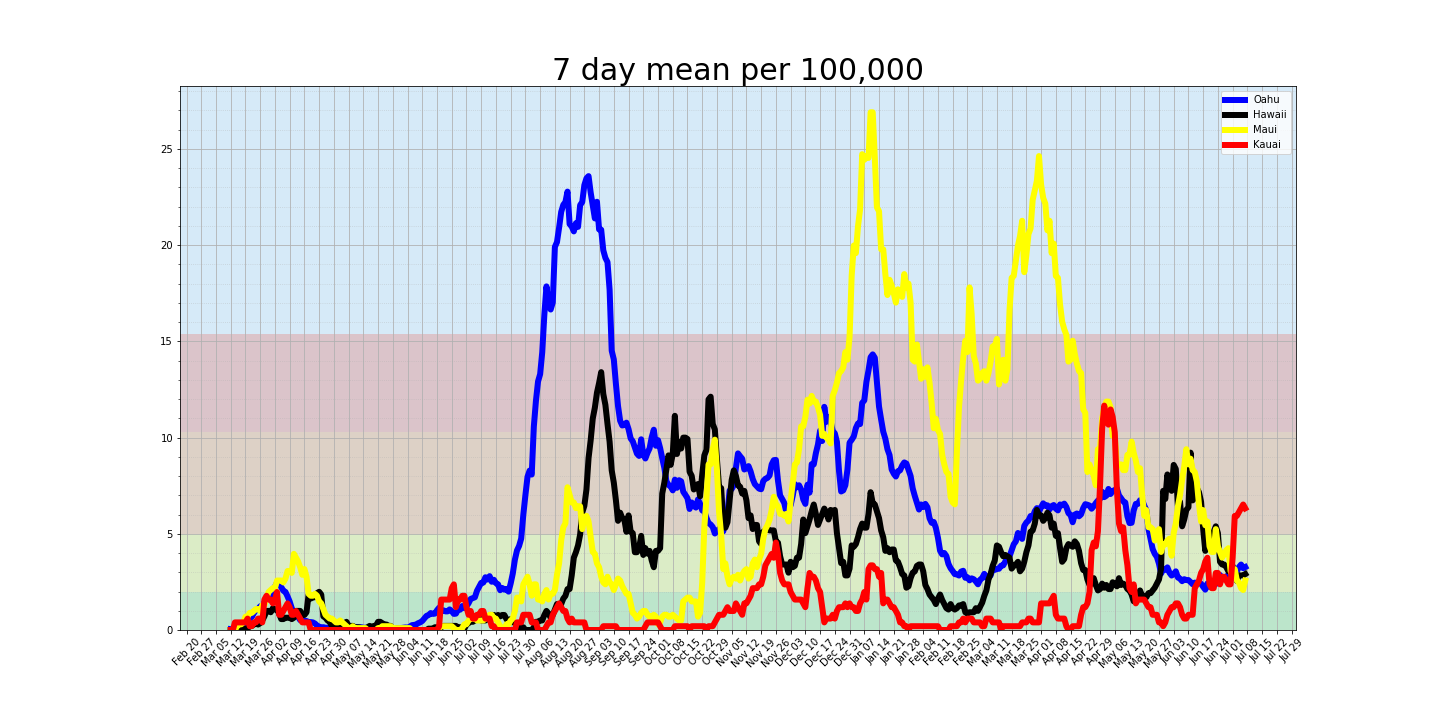 7 day mean per 100,000
Oahu
Hawaii
Maui
Kauai
25
20
15
10
5
0
Feb 20
Feb 27
Mar 05
Mar 12
Mar 19
Mar 26
Apr 02
Apr 09
Apr 16
Apr 23
Apr 30
May 07
May 14
May 21
May 28
Jun 04
Jun 11
Jun 18
Jun 25
Jul 02
Jul 09
Jul 16
Jul 23
Jul 30
Aug 06
Aug 13
Aug 20
Aug 27
Sep 03
Sep 10
Sep 17
Sep 24
Oct 01
Oct 08
Oct 15
Oct 22
Oct 29
Nov 05
Nov 12
Nov 19
Nov 26
Dec 03
Dec 10
Dec 17
Dec 24
Dec 31
Jan 07
Jan 14
Jan 21
Jan 28
Feb 04
Feb 11
Feb 18
Feb 25
Mar 04
Mar 11
Mar 18
Mar 25
Apr 01
Apr 08
Apr 15
Apr 22
Apr 29
May 06
May 13
May 20
May 27
Jun 03
Jun 10
Jun 17
Jun 24
Jul 01
Jul 08
Jul 15
Jul 22
Jul 29